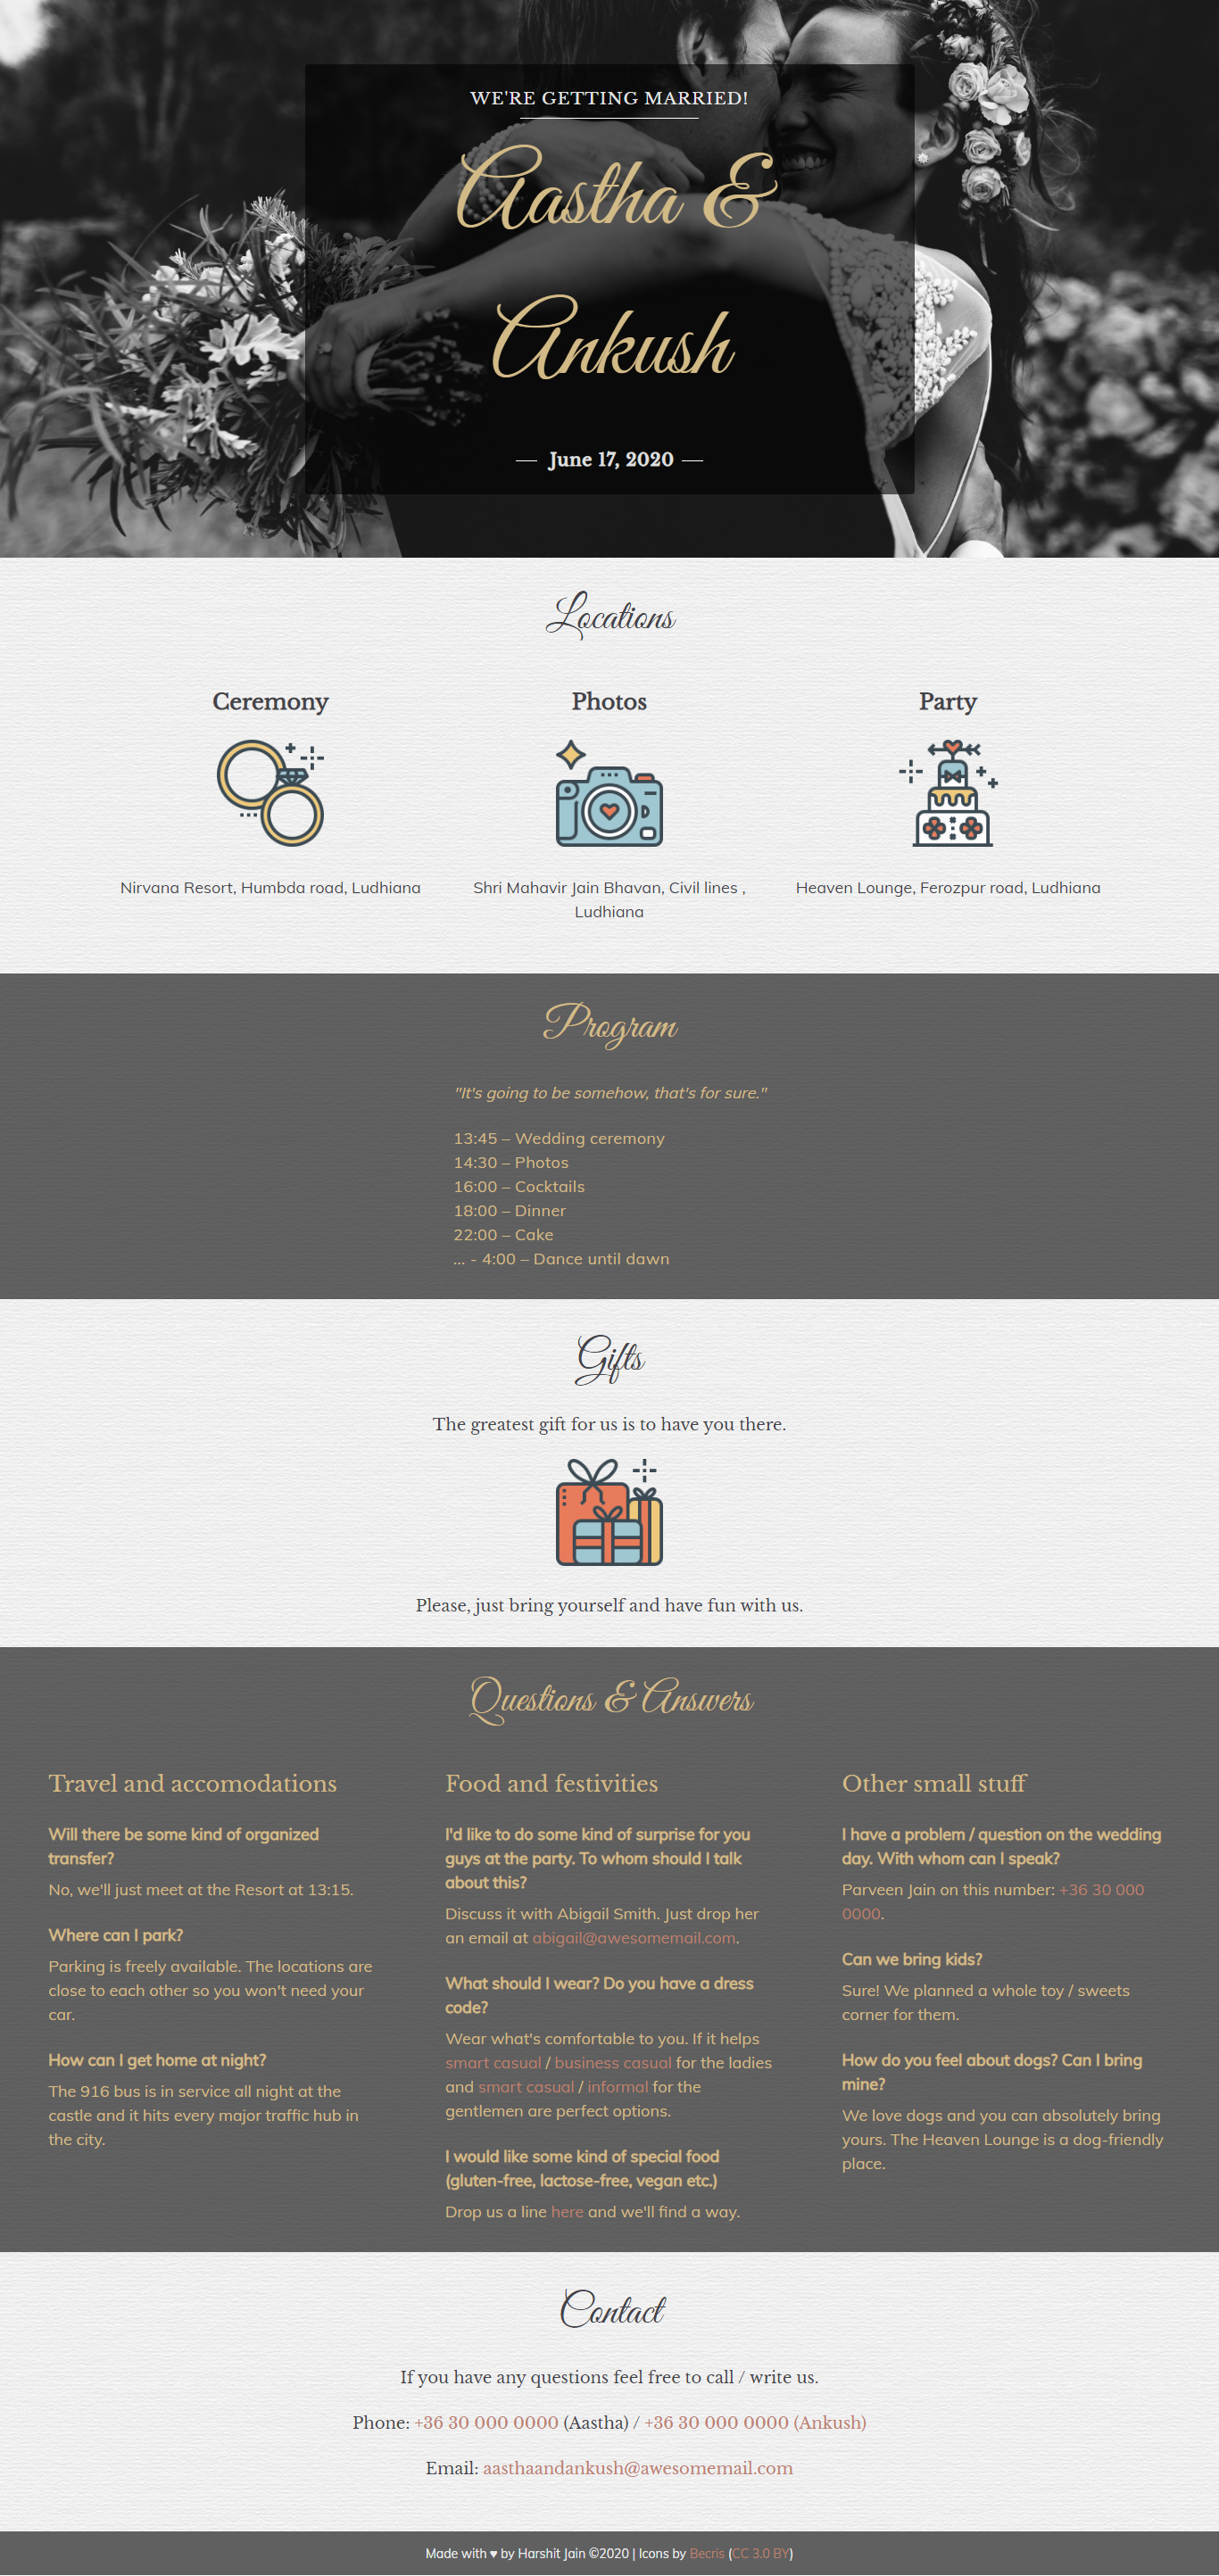 WE'RE GETTING MARRIED!
Aastha &
Ankush
June 17, 2020
Locations
Ceremony
Nirvana Resort, Humbda road, Ludhiana
Photos
Shri Mahavir Jain Bhavan, Civil lines ,
Ludhiana
Party
Heaven Lounge, Ferozpur road, Ludhiana
Program
"It's going to be somehow, that's for sure."
13:45 – Wedding ceremony
14:30 – Photos
16:00 – Cocktails
18:00 – Dinner
22:00 – Cake
... - 4:00 – Dance until dawn
Gifts
The greatest gift for us is to have you there.
Please, just bring yourself and have fun with us.
Questions & Answers
Travel and accomodations
Will there be some kind of organized
transfer?
No, we'll just meet at the Resort at 13:15.
Where can I park?
Parking is freely available. The locations are
close to each other so you won't need your
car.
How can I get home at night?
The 916 bus is in service all night at the
castle and it hits every major traffic hub in
the city.
Food and festivities
I'd like to do some kind of surprise for you
guys at the party. To whom should I talk
about this?
Discuss it with Abigail Smith. Just drop her
an email at abigail@awesomemail.com.
What should I wear? Do you have a dress
code?
Wear what's comfortable to you. If it helps
smart casual / business casual for the ladies
and smart casual / informal for the
gentlemen are perfect options.
I would like some kind of special food
(gluten-free, lactose-free, vegan etc.)
Drop us a line here and we'll find a way.
Other small stuff
I have a problem / question on the wedding
day. With whom can I speak?
Parveen Jain on this number: +36 30 000
0000.
Can we bring kids?
Sure! We planned a whole toy / sweets
corner for them.
How do you feel about dogs? Can I bring
mine?
We love dogs and you can absolutely bring
yours. The Heaven Lounge is a dog-friendly
place.
Contact
If you have any questions feel free to call / write us.
Phone: +36 30 000 0000 (Aastha) / +36 30 000 0000 (Ankush)
Email: aasthaandankush@awesomemail.com
Made with ♥ by Harshit Jain ©2020 | Icons by Becris (CC 3.0 BY)